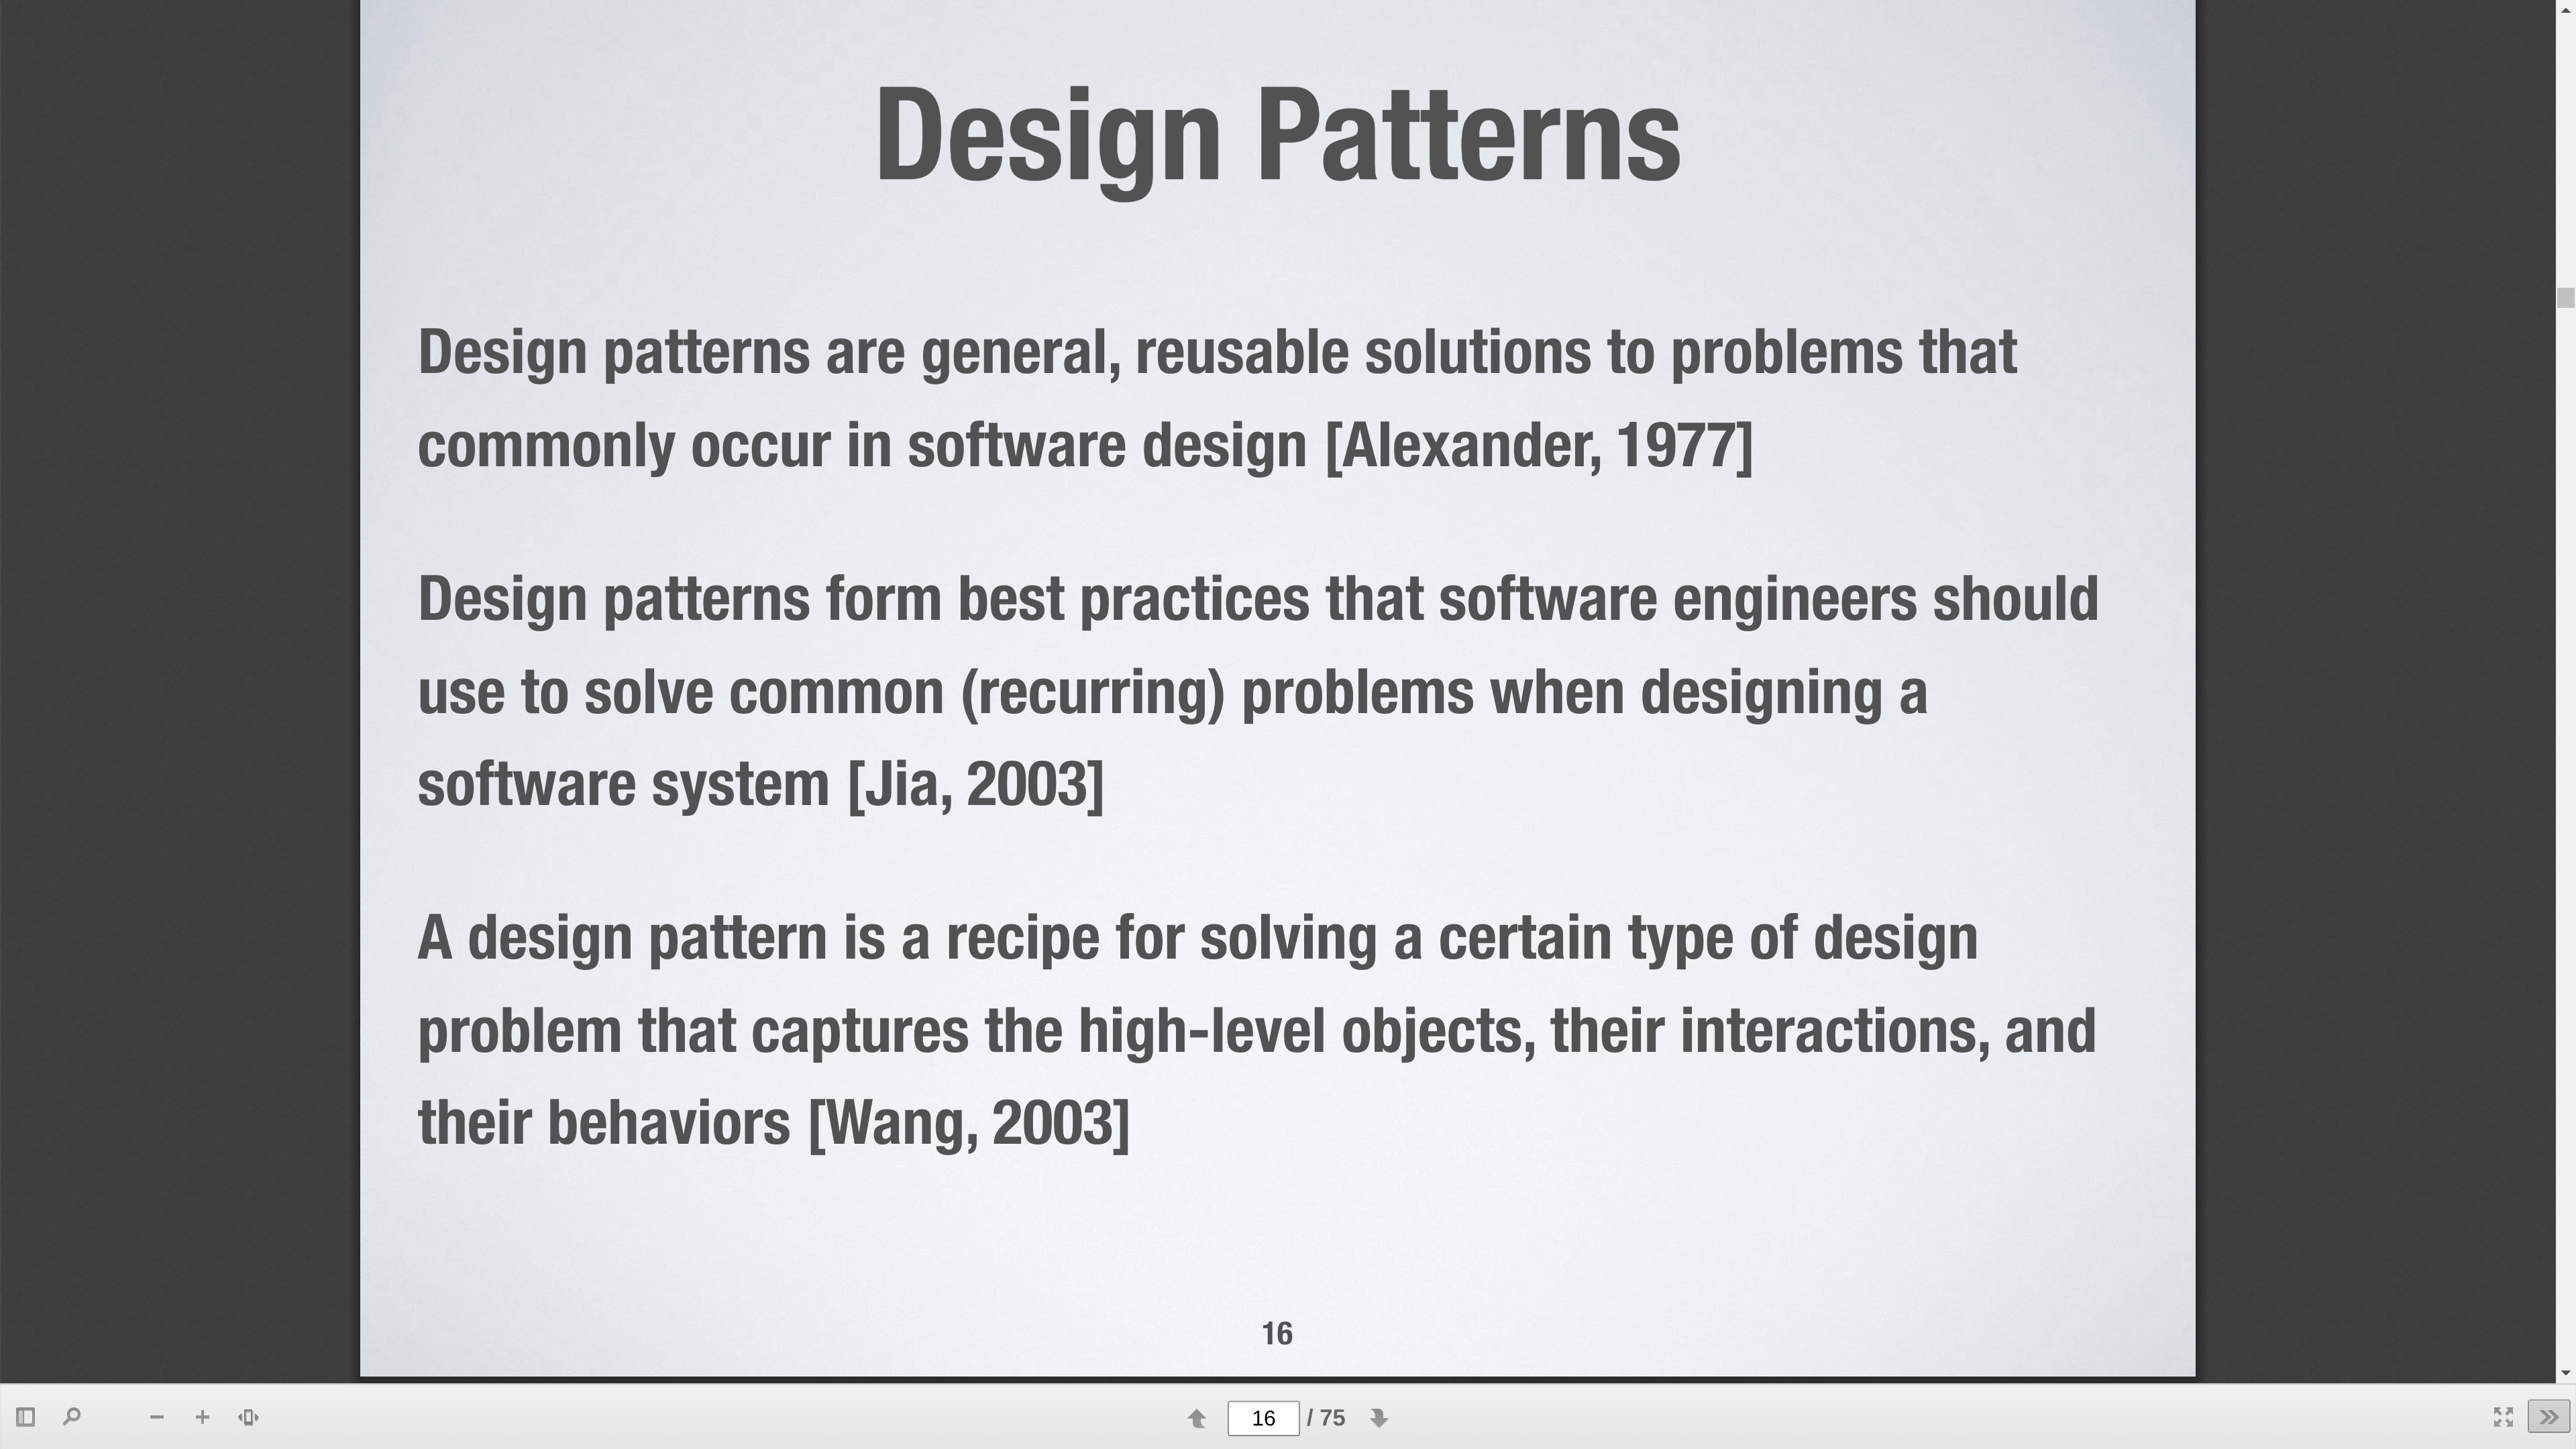 Design Patterns
Design patterns are general, reusable solutions to problems that
commonly occur in software design [Alexander, 1977]
Design patterns form best practices that software engineers should
use to solve common (recurring) problems when designing a
software system [Jia, 2003]
A design pattern is a recipe for solving a certain type of design
problem that captures the high-level objects, their interactions, and
their behaviors [Wang, 2003]
16
16 / 75